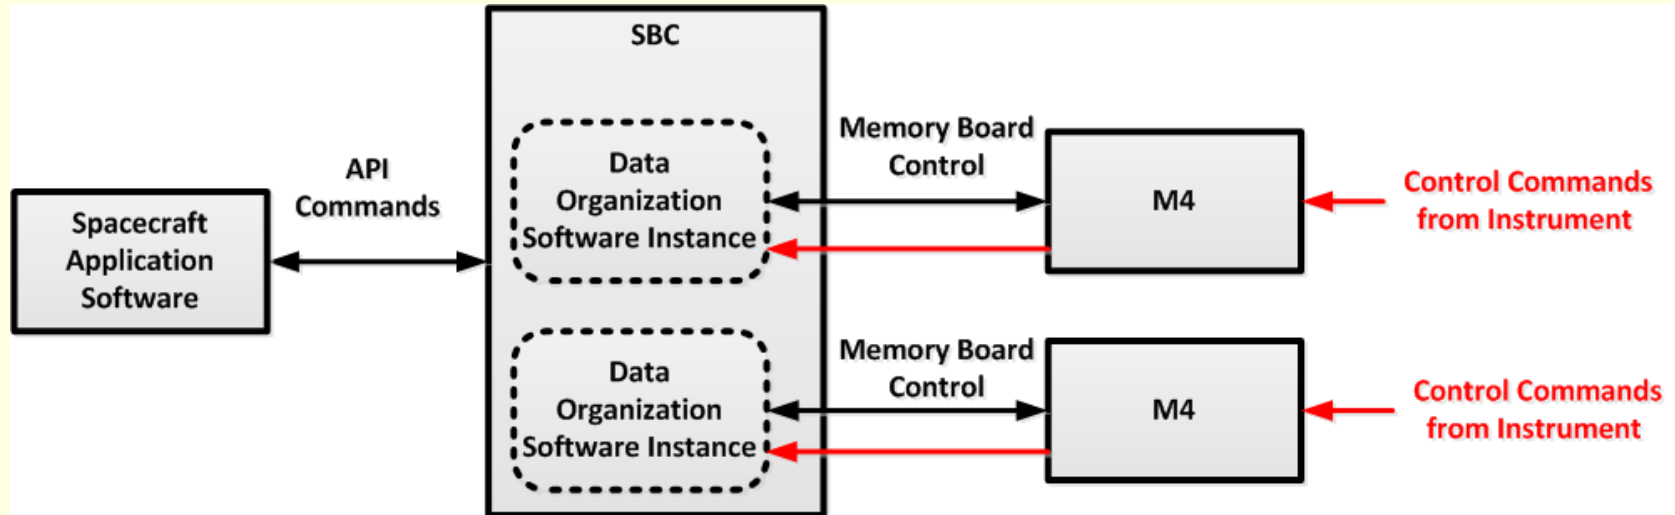 SBC
Spacecraft
Application
Software
API
Commands
Data
Organization
Software Instance
Memory Board
Control
M4
Control Commands
from Instrument
Data
Organization
Software Instance
Memory Board
Control
M4
Control Commands
from Instrument